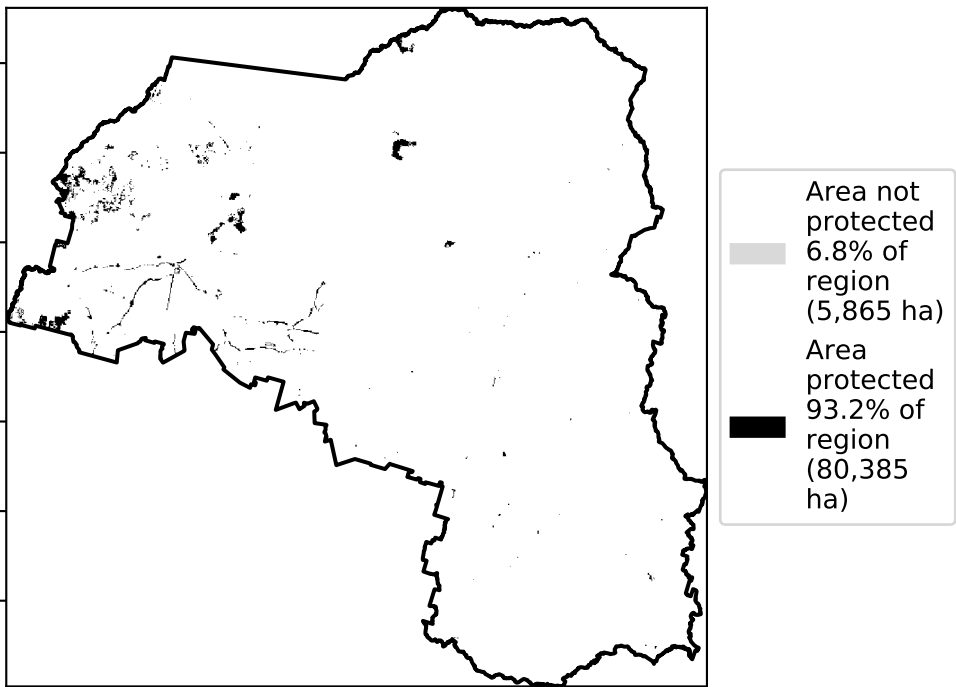 Area not
protected
6.8% of
region
(5,865 ha)
Area
protected
93.2% of
region
(80,385
ha)